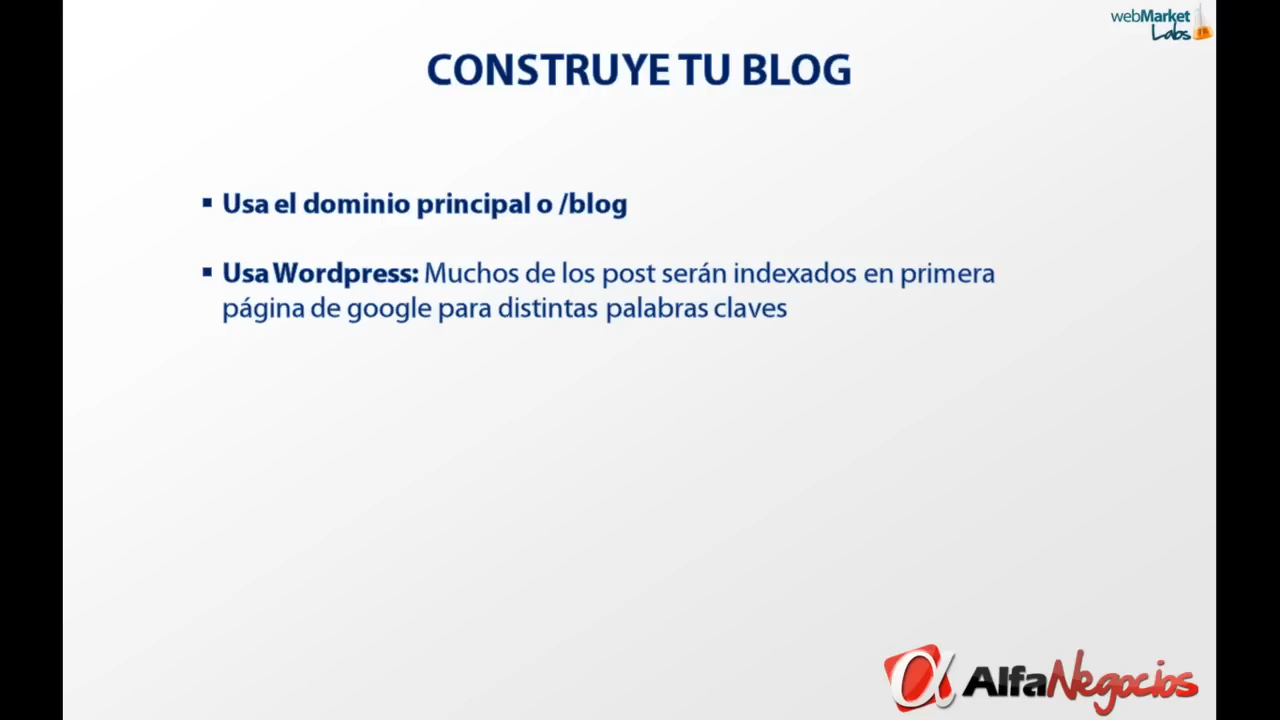 webMarket
Labs
CONSTRUYE TU BLOG
▪ Usa el dominio principal o /blog
▪ Usa Wordpress: Muchos de los post serán indexados en primera
página de google para distintas palabras claves
α AlfaNegocios